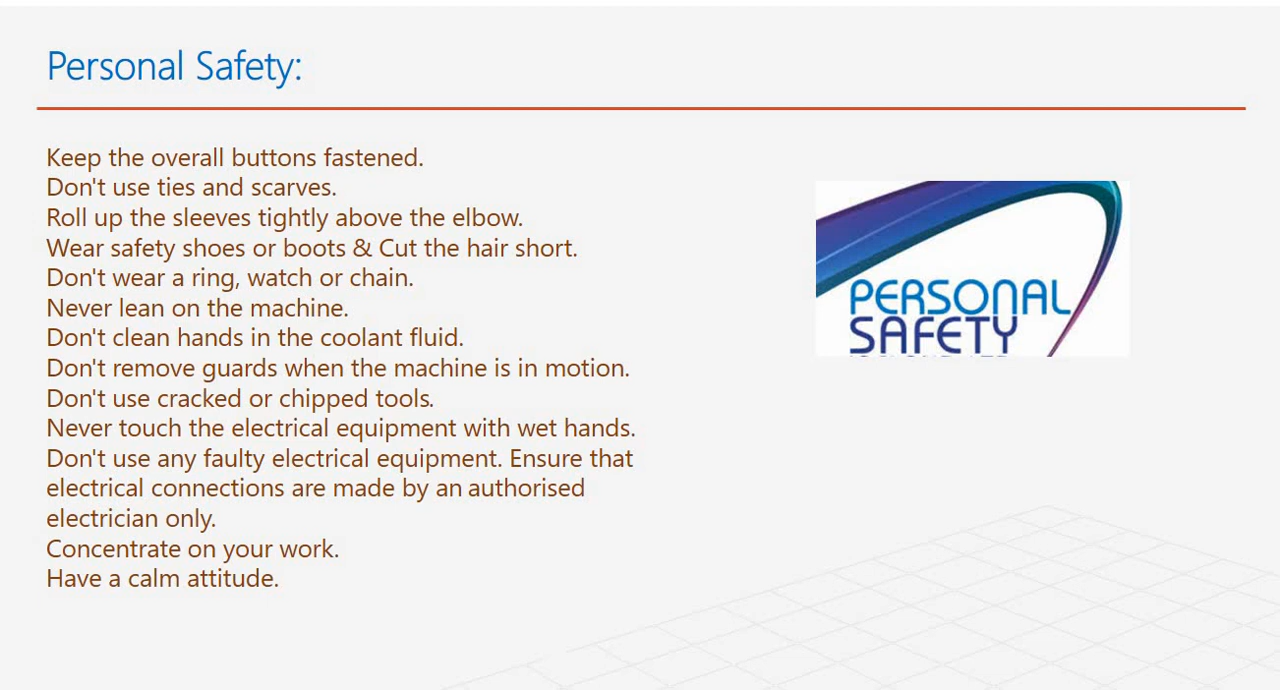 Personal Safety:
Keep the overall buttons fastened.
Don't use ties and scarves.
Roll up the sleeves tightly above the elbow.
Wear safety shoes or boots & Cut the hair short.
Don't wear a ring, watch or chain.
Never lean on the machine.
Don't clean hands in the coolant fluid.
Don't remove guards when the machine is in motion.
Don't use cracked or chipped tools.
Never touch the electrical equipment with wet hands.
Don't use any faulty electrical equipment. Ensure that
electrical connections are made by an authorised
electrician only.
Concentrate on your work.
Have a calm attitude.
PERSONAL
SAFETY